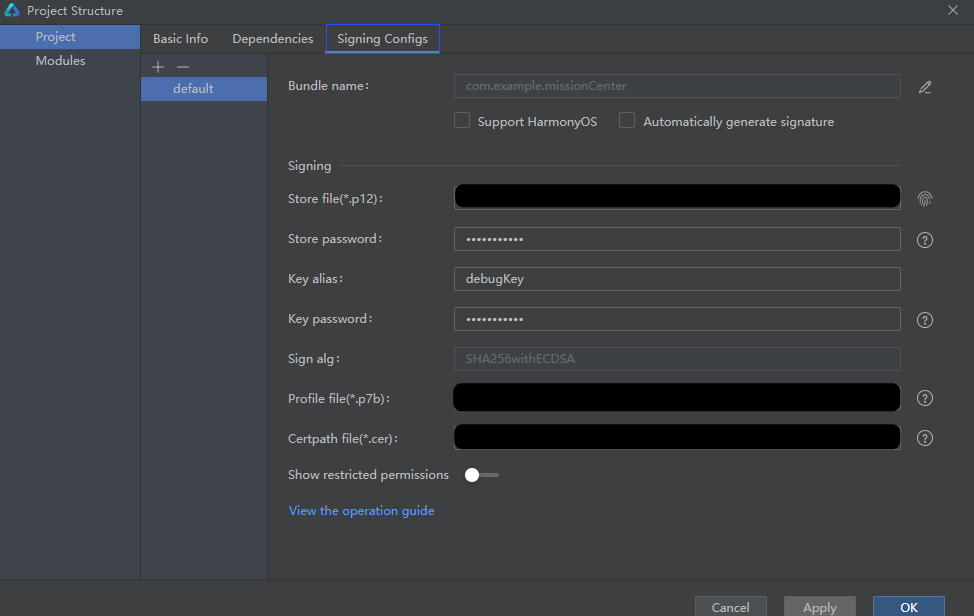 Project Structure
Project
Modules
Basic Info
Dependencies
Signing Configs
default
Bundle name:
com.example.missionCenter
Support HarmonyOS
Automatically generate signature
Signing
Store file(*.p12):
Store password:
•••••••••••
Key alias:
debugKey
Key password:
•••••••••••
Sign alg:
SHA256withECDSA
Profile file(*.p7b):
Certpath file(*.cer):
Show restricted permissions
View the operation guide
Cancel
Apply
OK